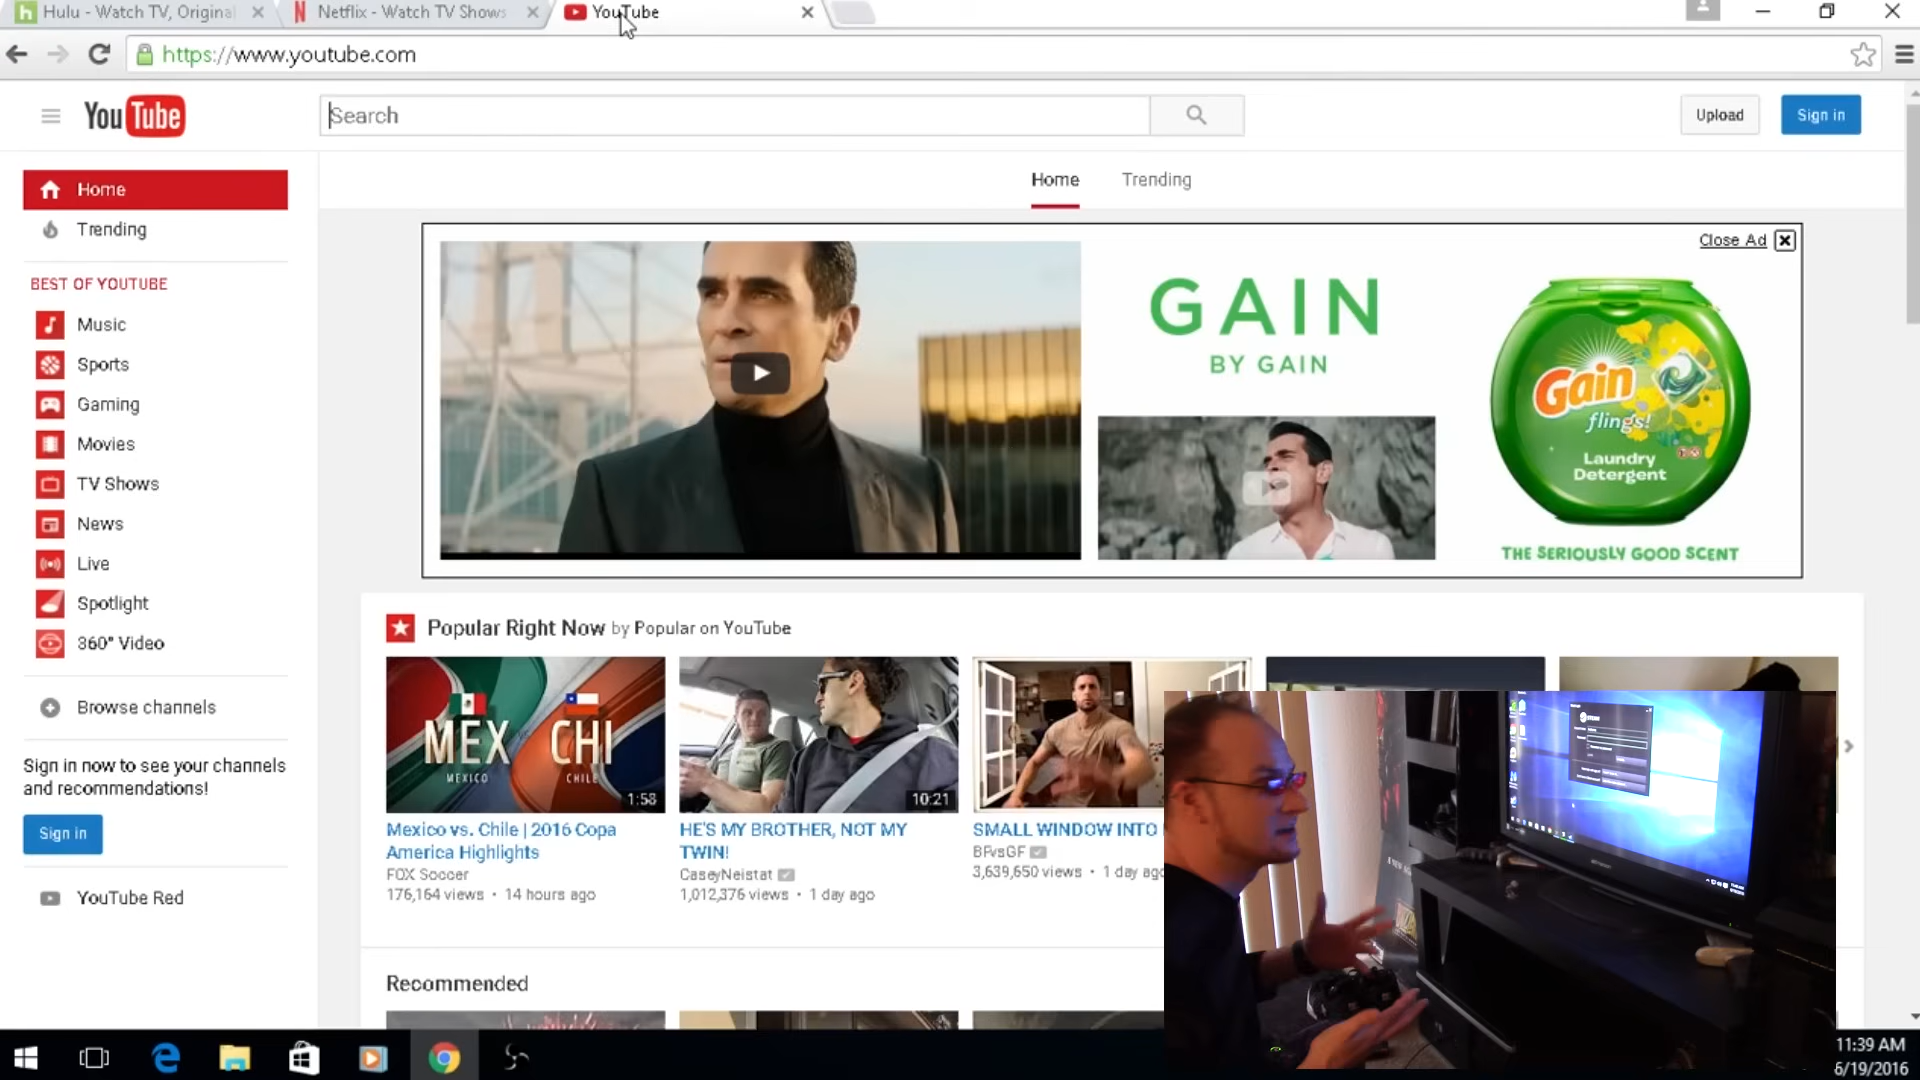 Hulu - Watch TV, Original
Netflix - Watch TV Shows
YouTube
https://www.youtube.com
YouTube
Search
Upload
Sign in
Home
Trending
Home
Trending
BEST OF YOUTUBE
Music
Sports
Gaming
Movies
TV Shows
News
Live
Spotlight
360° Video
Browse channels
Sign in now to see your channels
and recommendations!
Sign in
YouTube Red
Close Ad
GAIN
BY GAIN
Gain
flings!
Laundry
Detergent
THE SERIOUSLY GOOD SCENT
Popular Right Now by Popular on YouTube
MEX CHI
MEXICO CHILE
1:58
10:21
Mexico vs. Chile | 2016 Copa
America Highlights
FOX Soccer
176,164 views • 14 hours ago
HE'S MY BROTHER, NOT MY
TWIN!
CaseyNeistat
1,012,376 views • 1 day ago
SMALL WINDOW INTO
BFvsGF
3,639,650 views • 1 day ago
Recommended
11:39 AM
6/19/2016